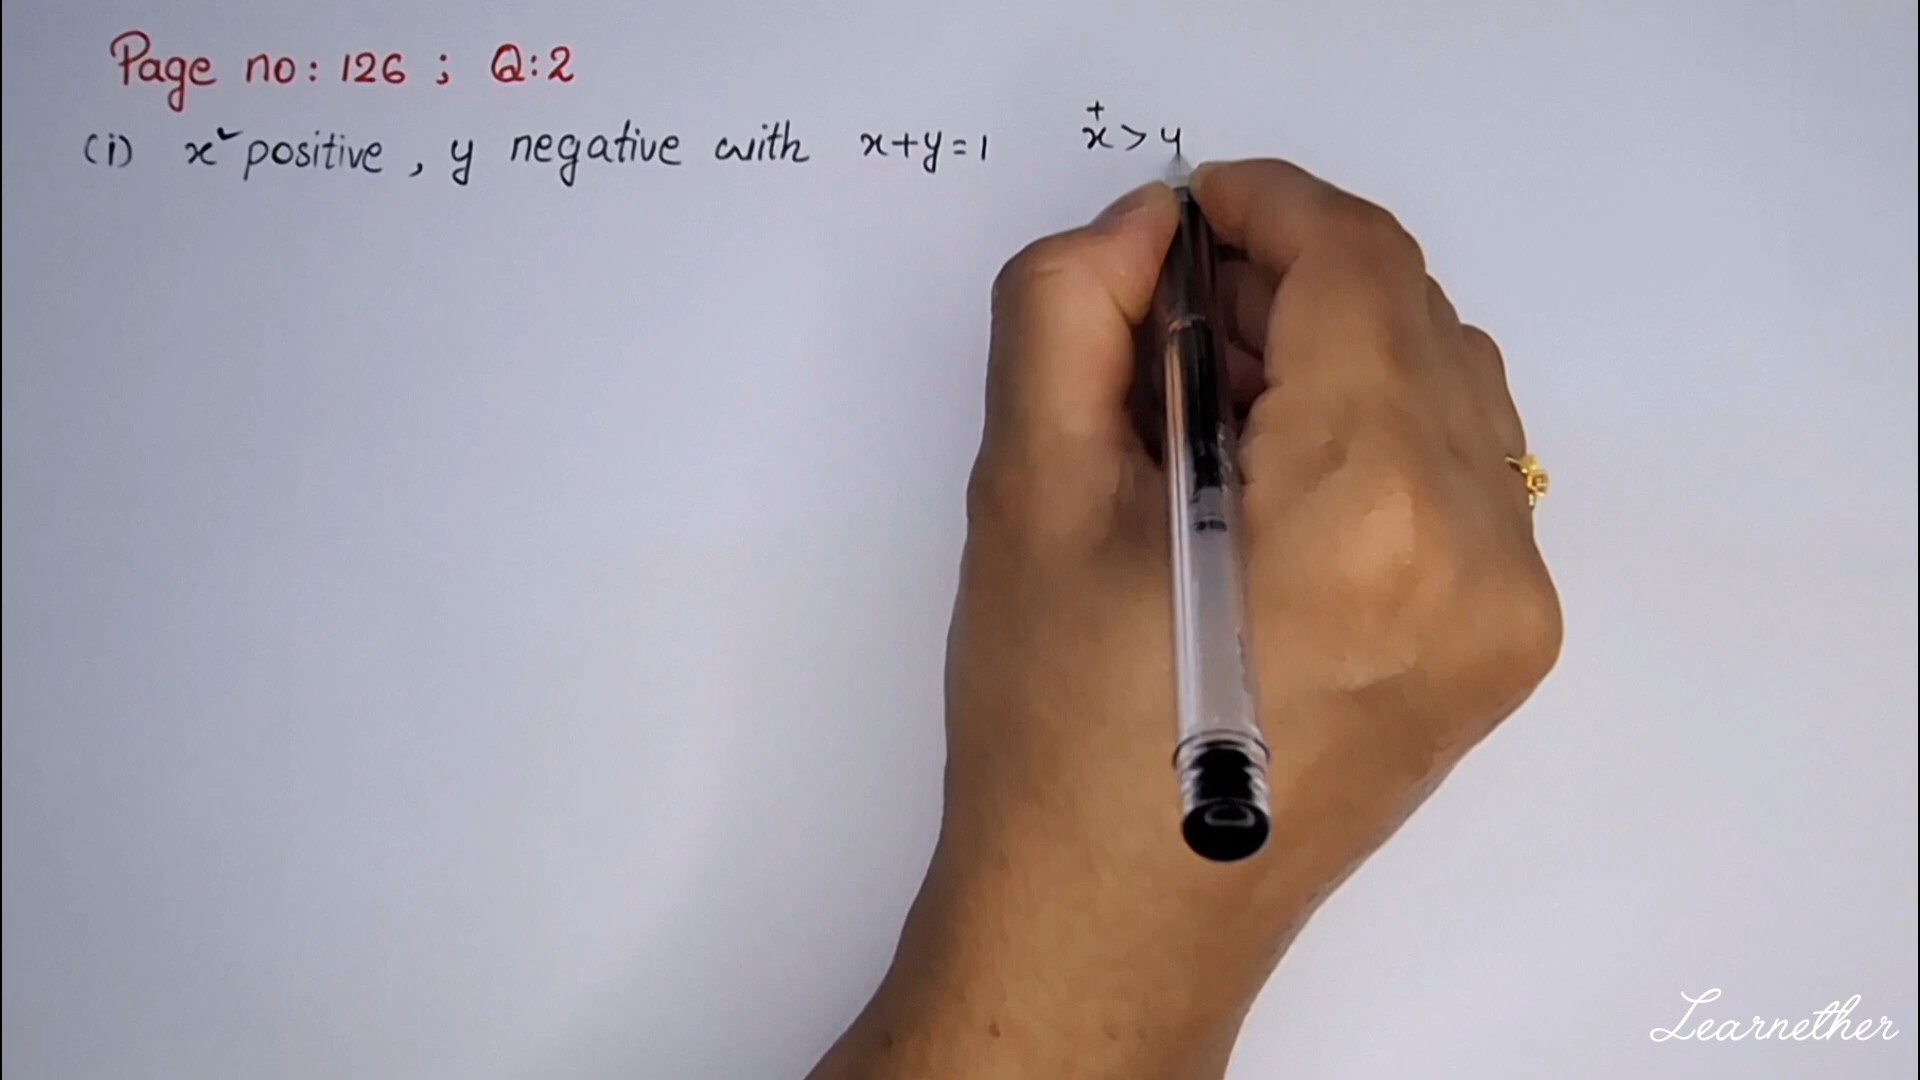 Page no: 126 ; Q:2
(i) x✓ positive, y negative with x+y=1
+
x > y
Learnether